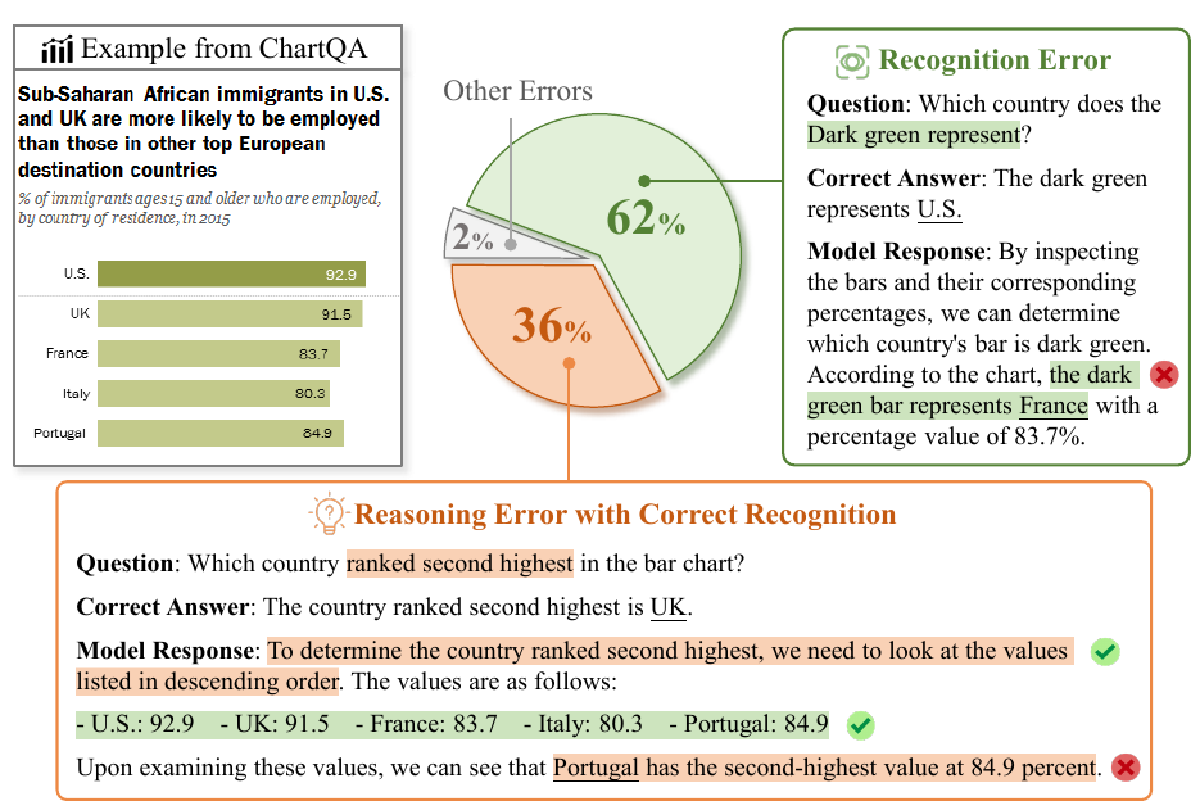 Example from ChartQA
Sub-Saharan African immigrants in U.S.
and UK are more likely to be employed
than those in other top European
destination countries
% of immigrants ages 15 and older who are employed,
by country of residence, in 2015
U.S. 92.9
UK 91.5
France 83.7
Italy 80.3
Portugal 84.9
Other Errors
62%
2%
36%
Recognition Error
Question: Which country does the
Dark green represent?
Correct Answer: The dark green
represents U.S.
Model Response: By inspecting
the bars and their corresponding
percentages, we can determine
which country's bar is dark green.
According to the chart, the dark
green bar represents France with a
percentage value of 83.7%.
Reasoning Error with Correct Recognition
Question: Which country ranked second highest in the bar chart?
Correct Answer: The country ranked second highest is UK.
Model Response: To determine the country ranked second highest, we need to look at the values
listed in descending order. The values are as follows:
- U.S.: 92.9 - UK: 91.5 - France: 83.7 - Italy: 80.3 - Portugal: 84.9
Upon examining these values, we can see that Portugal has the second-highest value at 84.9 percent.